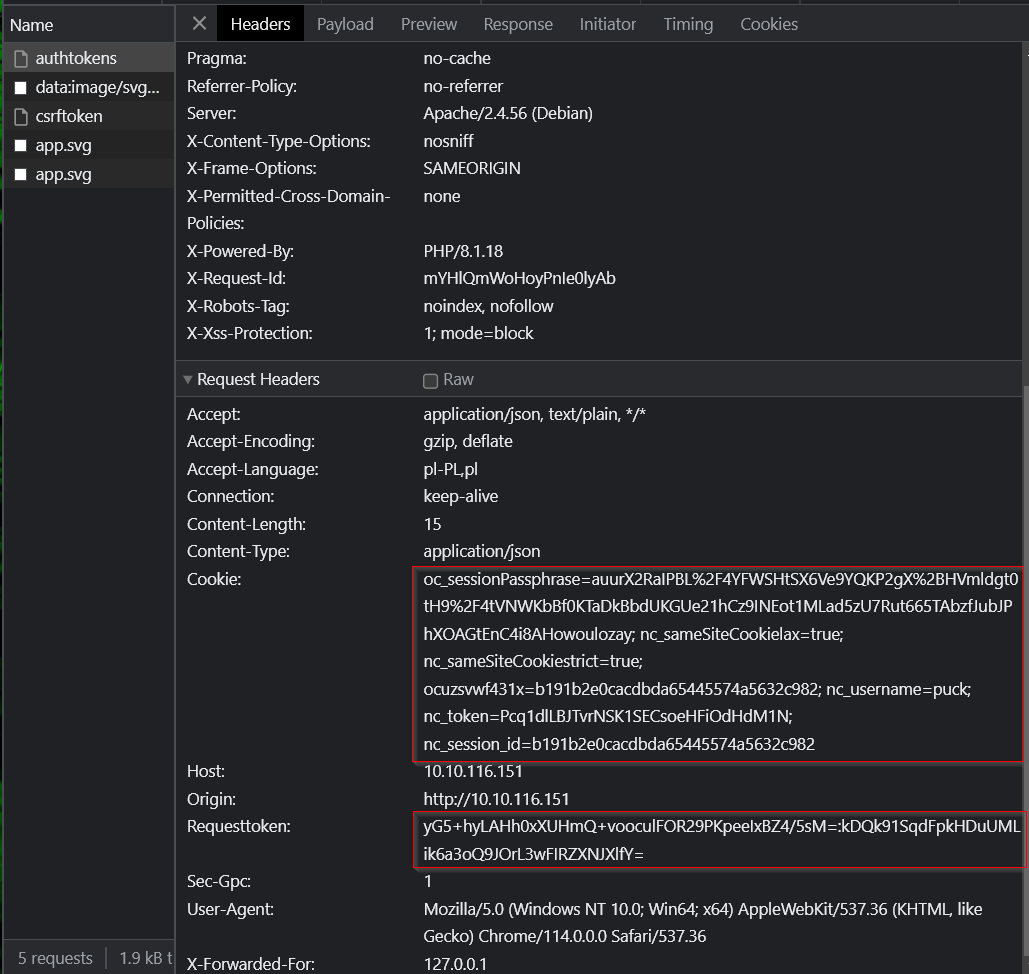 Name
authtokens
data:image/svg...
csrftoken
app.svg
app.svg
5 requests 1.9 kB t
Headers Payload Preview Response Initiator Timing Cookies
Pragma: no-cache
Referrer-Policy: no-referrer
Server: Apache/2.4.56 (Debian)
X-Content-Type-Options: nosniff
X-Frame-Options: SAMEORIGIN
X-Permitted-Cross-Domain- none
Policies:
X-Powered-By: PHP/8.1.18
X-Request-Id: mYHlQmWoHoyPnIe0lyAb
X-Robots-Tag: noindex, nofollow
X-Xss-Protection: 1; mode=block
Request Headers Raw
Accept: application/json, text/plain, */*
Accept-Encoding: gzip, deflate
Accept-Language: pl-PL,pl
Connection: keep-alive
Content-Length: 15
Content-Type: application/json
Cookie: oc_sessionPassphrase=auurX2RaIPBL%2F4YFWSHtSX6Ve9YQKP2gX%2BHVmldgt0
tH9%2F4tVNWKbBf0KTaDkBbdUKGUe21hCz9INEot1MLad5zU7Rut665TAbzfJubJP
hXOAGtEnC4i8AHowoulozay; nc_sameSiteCookielax=true;
nc_sameSiteCookiestrict=true;
ocuzsvwf431x=b191b2e0cacdbda65445574a5632c982; nc_username=puck;
nc_token=Pcq1dlLBJTvrNSK1SECsoeHFiOdHdM1N;
nc_session_id=b191b2e0cacdbda65445574a5632c982
Host: 10.10.116.151
Origin: http://10.10.116.151
Requesttoken: yG5+hyLAHh0xXUHmQ+vooculFOR29PKpeeIxBZ4/5sM=:kDQk91SqdFpkHDuUML
ik6a3oQ9JOrL3wFIRZXNJXlfY=
Sec-Gpc: 1
User-Agent: Mozilla/5.0 (Windows NT 10.0; Win64; x64) AppleWebKit/537.36 (KHTML, like
Gecko) Chrome/114.0.0.0 Safari/537.36
X-Forwarded-For: 127.0.0.1